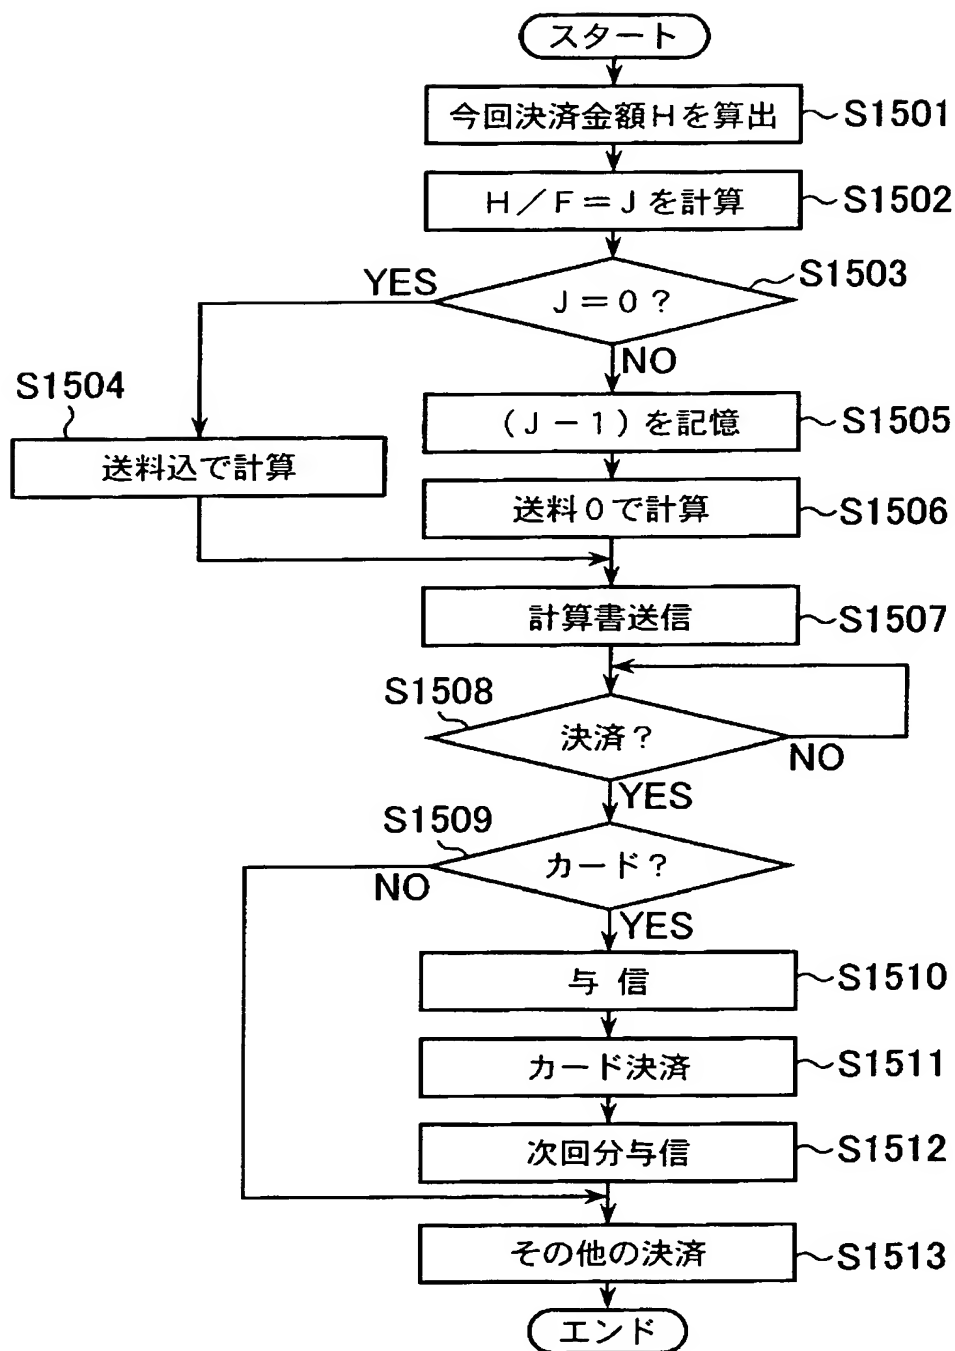 スタート
今回決済金額Hを算出
S1501
H/F=Jを計算
S1502
YES
J=0?
S1503
NO
S1504
送料込で計算
(J-1)を記憶
S1505
送料0で計算
S1506
計算書送信
S1507
S1508
決済?
NO
YES
S1509
カード?
NO
YES
与 信
S1510
カード決済
S1511
次回分与信
S1512
その他の決済
S1513
エンド